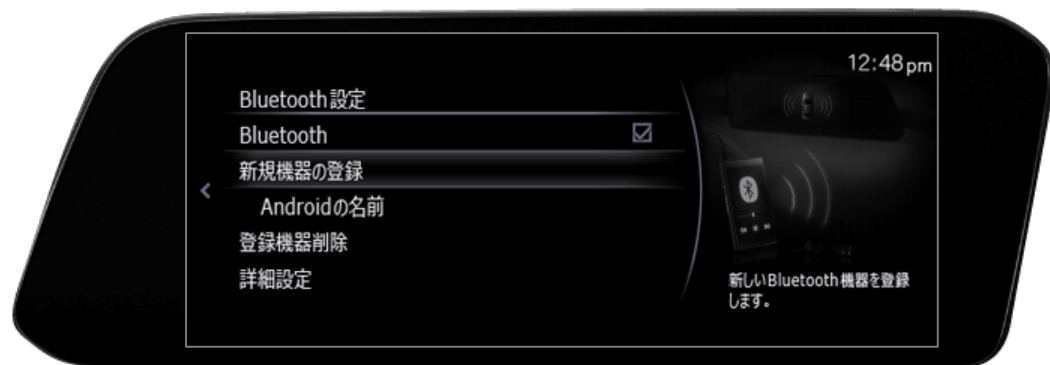 12:48 pm
Bluetooth設定
Bluetooth
新規機器の登録
Androidの名前
登録機器削除
詳細設定
新しいBluetooth機器を登録
します。